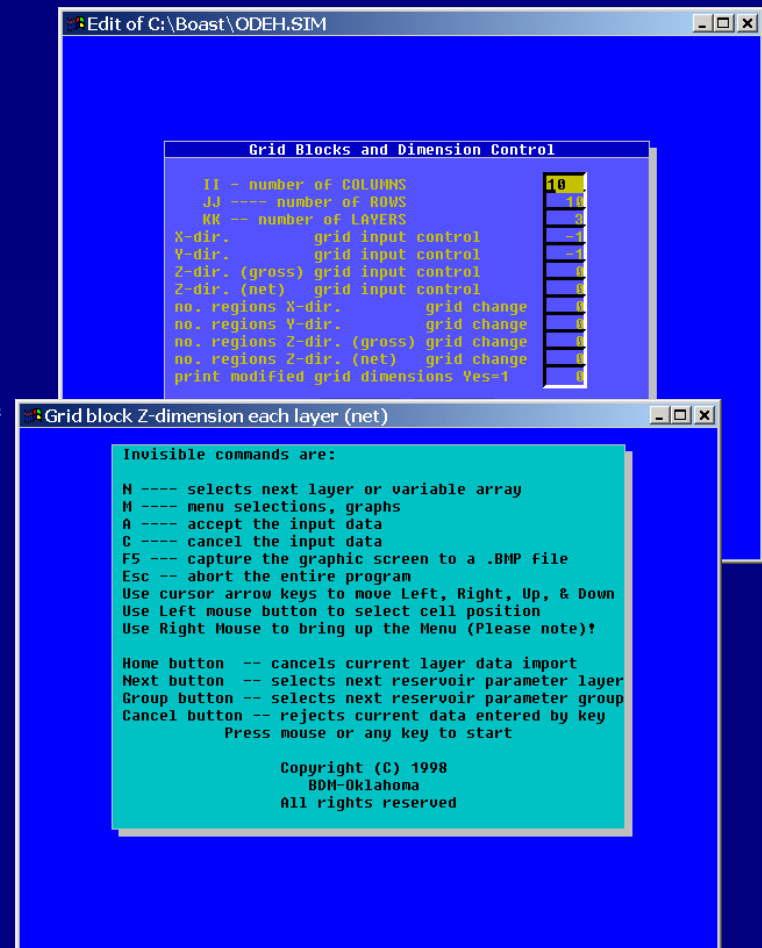 Edit of C:\Boast\ODEH.SIM
Grid Blocks and Dimension Control
II - number of COLUMNS 10
JJ ---- number of ROWS 10
KK -- number of LAYERS 3
X-dir. grid input control -1
Y-dir. grid input control -1
Z-dir. (gross) grid input control 0
Z-dir. (net) grid input control 0
no. regions X-dir. grid change 0
no. regions Y-dir. grid change 0
no. regions Z-dir. (gross) grid change 0
no. regions Z-dir. (net) grid change 0
print modified grid dimensions Yes=1 0
Grid block Z-dimension each layer (net)
Invisible commands are:
N ---- selects next layer or variable array
M ---- menu selections, graphs
A ---- accept the input data
C ---- cancel the input data
F5 --- capture the graphic screen to a .BMP file
Esc -- abort the entire program
Use cursor arrow keys to move Left, Right, Up, & Down
Use Left mouse button to select cell position
Use Right Mouse to bring up the Menu (Please note)!
Home button -- cancels current layer data import
Next button -- selects next reservoir parameter layer
Group button -- selects next reservoir parameter group
Cancel button -- rejects current data entered by key
Press mouse or any key to start
Copyright (C) 1998
BDM-Oklahoma
All rights reserved